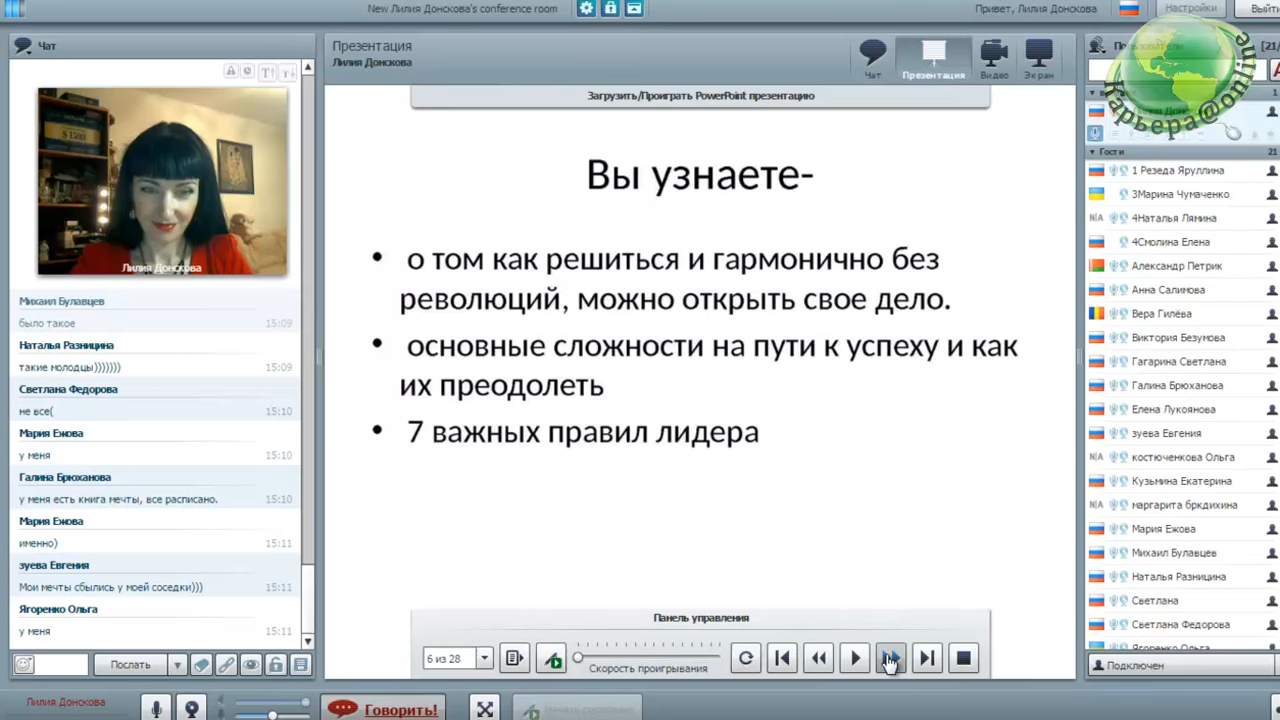 New Лилия Донскова's conference room
Привет, Лилия Донскова
Настройки
Выйти
Чат
Лилия Донскова
Михаил Булавцев
было такое 15:09
Наталья Разницина
такие молодцы))))))) 15:09
Светлана Федорова
не все( 15:10
Мария Ежова
у меня 15:10
Галина Брюханова
у меня есть книга мечты, все расписано. 15:10
Мария Ежова
именно) 15:11
зуева Евгения
Мои мечты сбылись у моей соседки))) 15:11
Ягоренко Ольга
у меня 15:11
Послать
Лилия Донскова
Говорить!
Презентация
Лилия Донскова
Чат
Презентация
Видео
Экран
Загрузить/Проиграть PowerPoint презентацию
Вы узнаете-
• о том как решиться и гармонично без
революций, можно открыть свое дело.
• основные сложности на пути к успеху и как
их преодолеть
• 7 важных правил лидера
Панель управления
6 из 28
Скорость проигрывания
Карьера@online
Гости 21
1 Резеда Яруллина
3Марина Чумаченко
N/A 4Наталья Лямина
4Смолина Елена
Александр Петрик
Анна Салимова
Вера Гилёва
Виктория Безумова
Гагарина Светлана
Галина Брюханова
Елена Лукоянова
зуева Евгения
N/A костюченкова Ольга
Кузьмина Екатерина
N/A маргарита бркдихина
Мария Ежова
Михаил Булавцев
Наталья Разницина
Светлана
Светлана Федорова
Ягоренко Ольга
Подключен